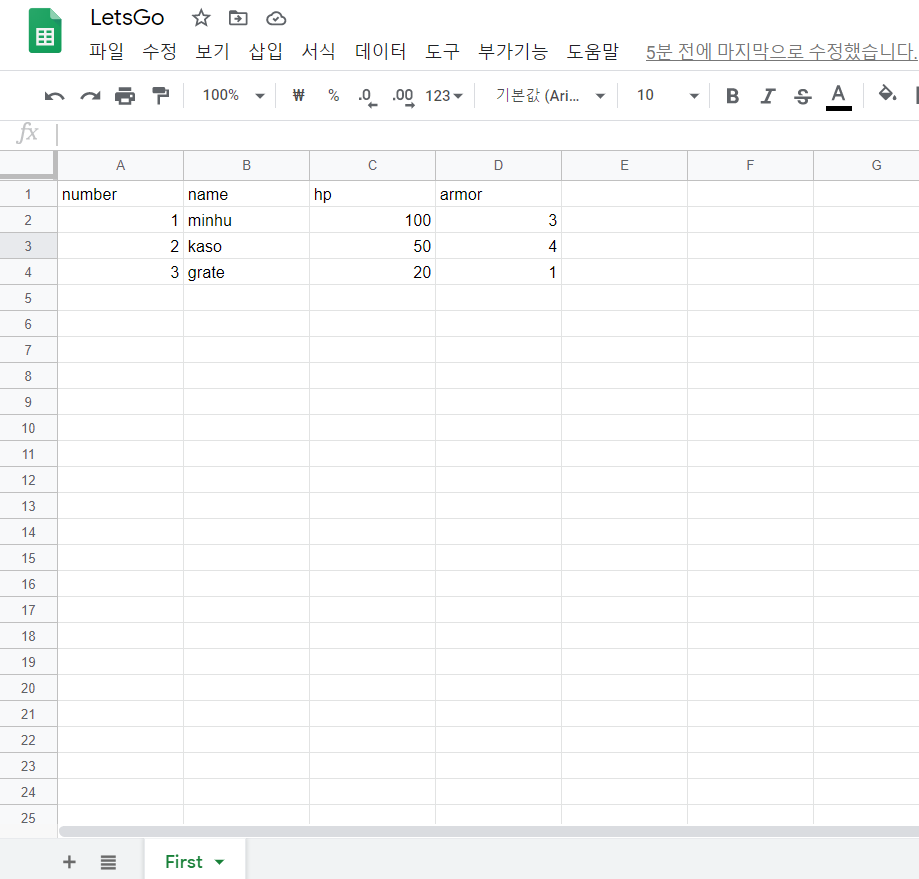 LetsGo
파일 수정 보기 삽입 서식 데이터 도구 부가기능 도움말 5분 전에 마지막으로 수정했습니다.
100% ₩ % .0 .00 123 기본값 (Ari... 10 B I S A
fx
A B C D E F G
1 number name hp armor
2 1 minhu 100 3
3 2 kaso 50 4
4 3 grate 20 1
5
6
7
8
9
10
11
12
13
14
15
16
17
18
19
20
21
22
23
24
25
+ First